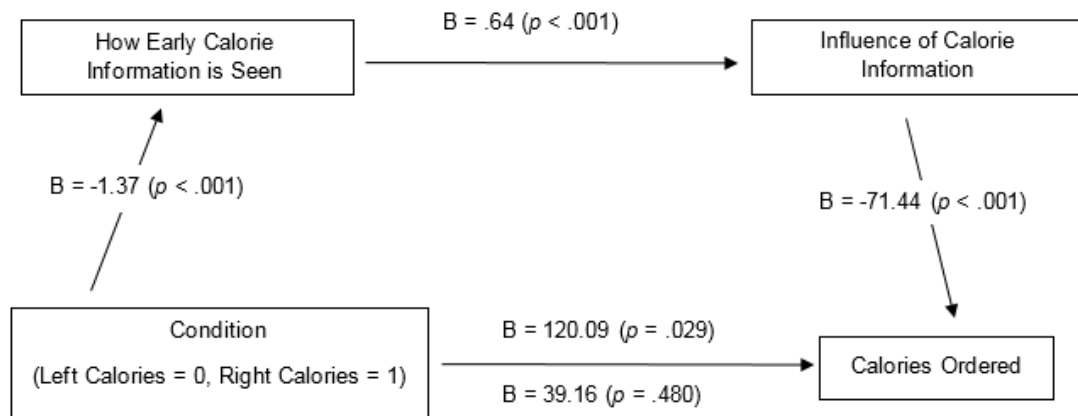 B = .64 (p < .001)
How Early Calorie
Information is Seen
Influence of Calorie
Information
B = -1.37 (p < .001)
B = -71.44 (p < .001)
Condition
(Left Calories = 0, Right Calories = 1)
B = 120.09 (p = .029)
B = 39.16 (p = .480)
Calories Ordered